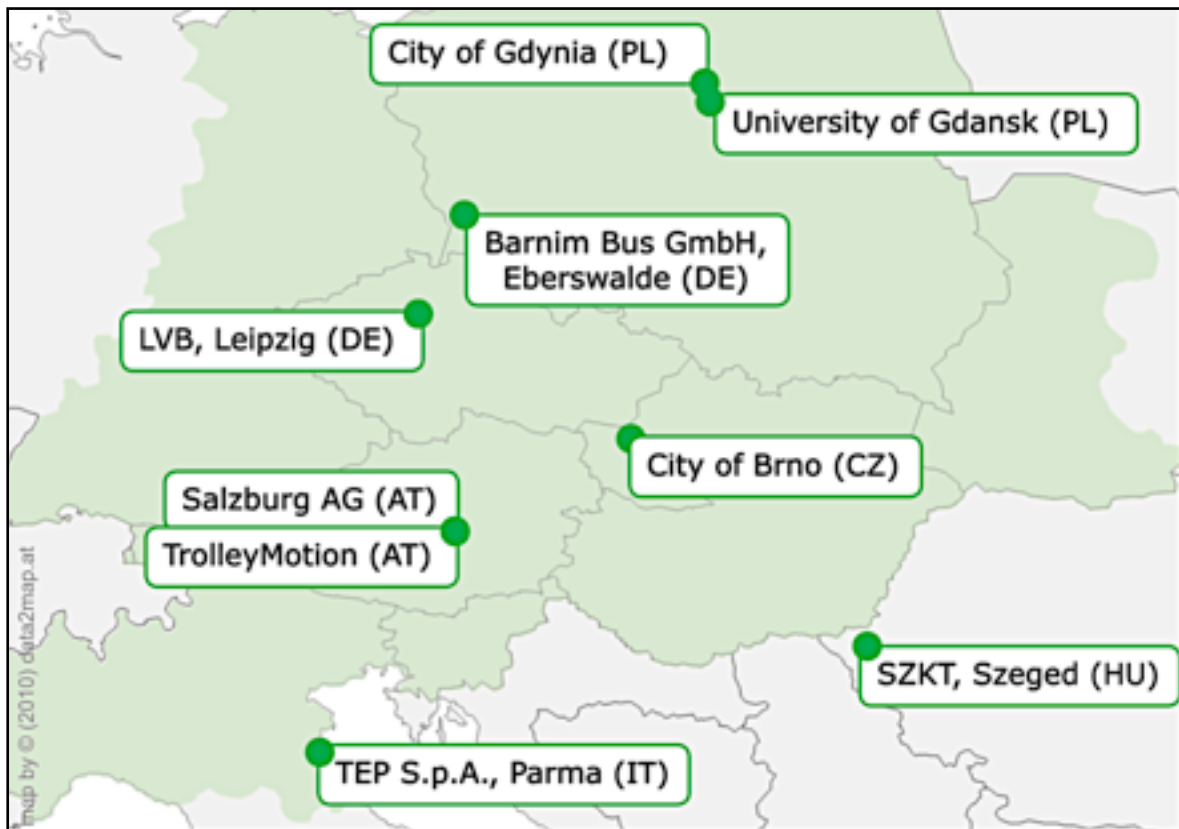 City of Gdynia (PL)
University of Gdansk (PL)
Barnim Bus GmbH,
Eberswalde (DE)
LVB, Leipzig (DE)
City of Brno (CZ)
Salzburg AG (AT)
TrolleyMotion (AT)
SZKT, Szeged (HU)
TEP S.p.A., Parma (IT)
map by © (2010) data2map.at